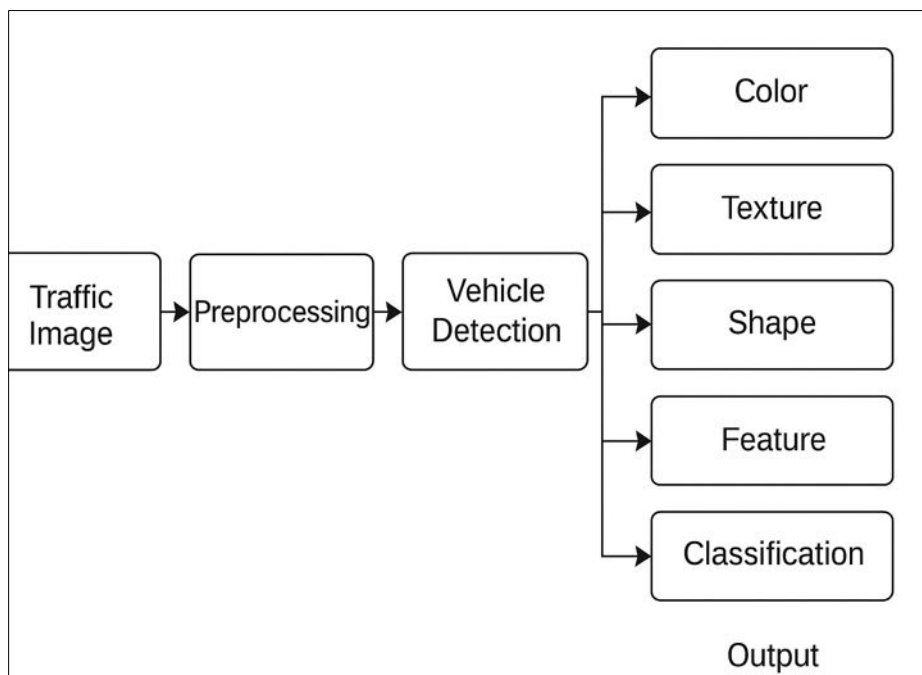 Traffic
Image
Preprocessing
Vehicle
Detection
Color
Texture
Shape
Feature
Classification
Output